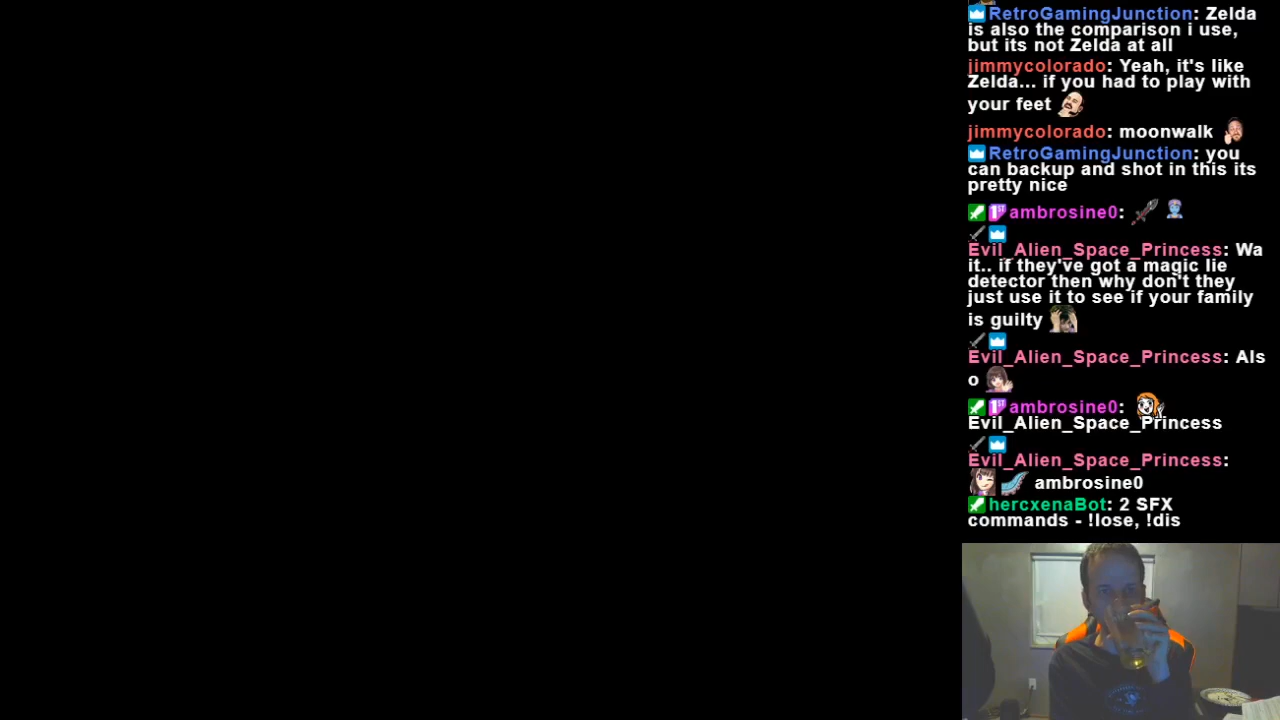 RetroGamingJunction: Zelda
is also the comparison i use,
but its not Zelda at all
jimmycolorado: Yeah, it's like
Zelda... if you had to play with
your feet
jimmycolorado: moonwalk
RetroGamingJunction: you
can backup and shot in this its
pretty nice
1ST ambrosine0:
Evil_Alien_Space_Princess: Wa
it.. if they've got a magic lie
detector then why don't they
just use it to see if your family
is guilty
Evil_Alien_Space_Princess: Als
o
1ST ambrosine0:
Evil_Alien_Space_Princess
Evil_Alien_Space_Princess:
ambrosine0
hercxenaBot: 2 SFX
commands - !lose, !dis